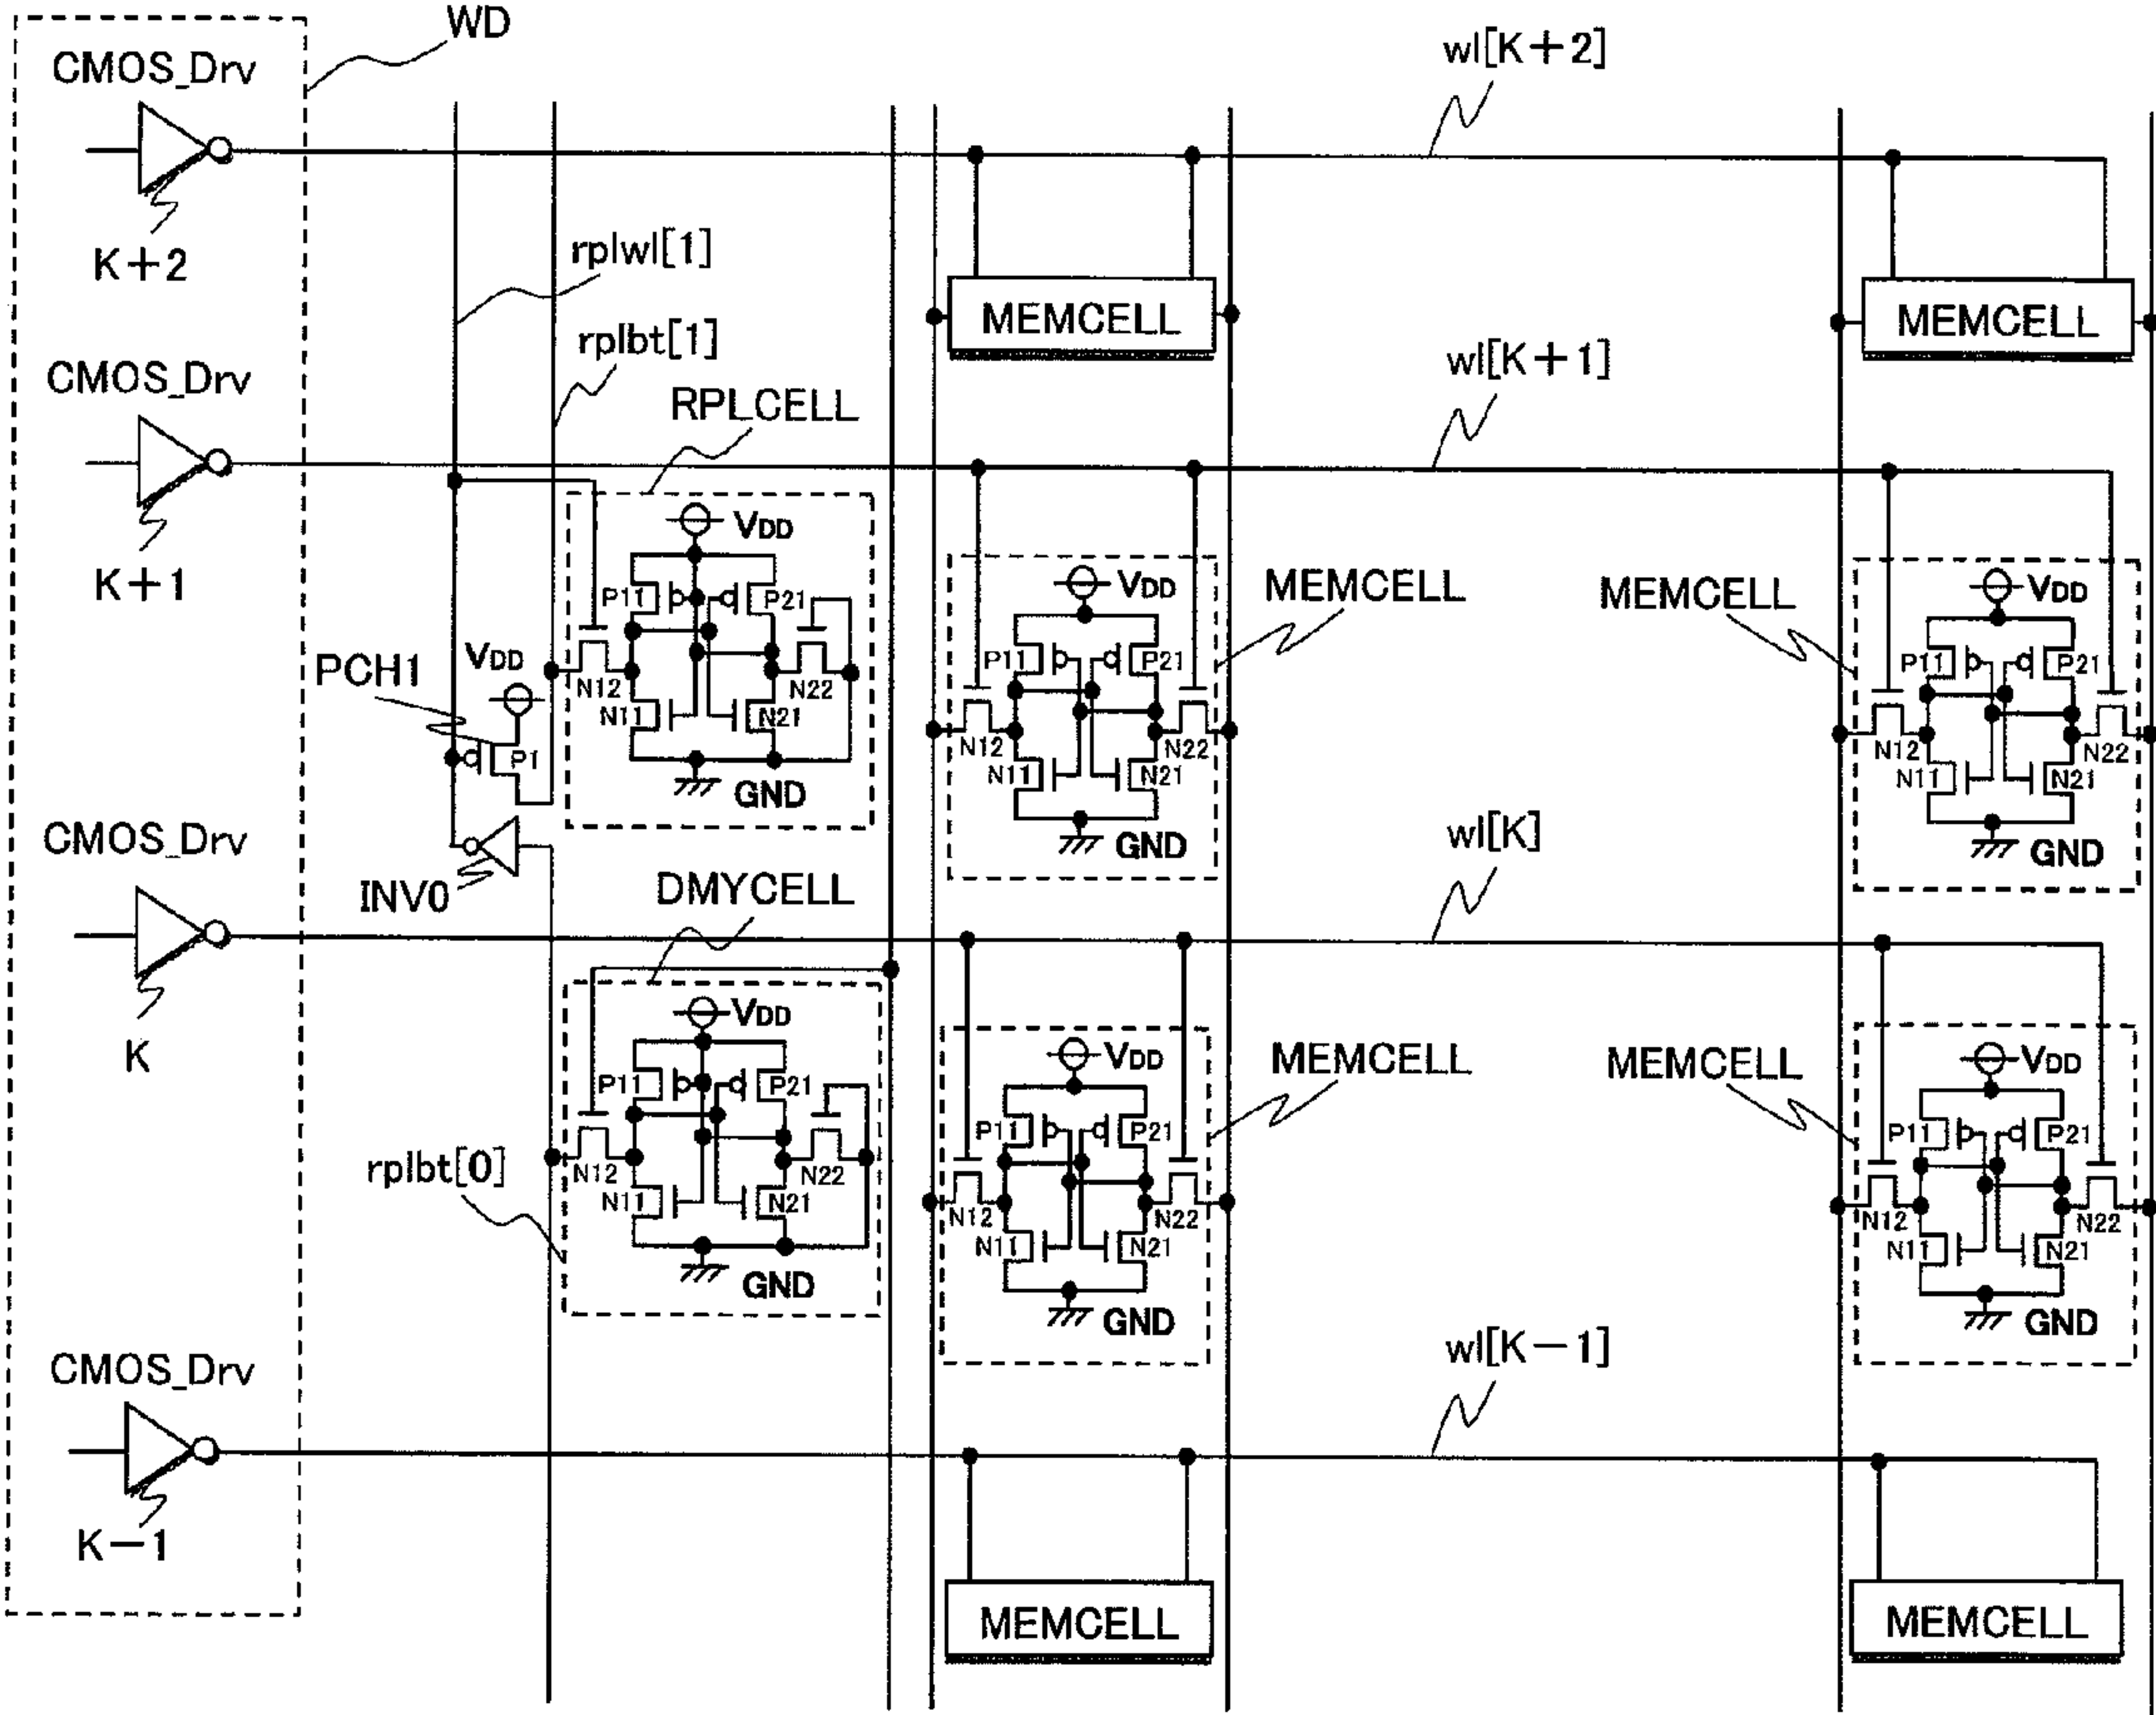 WD
CMOS_Drv
wl[K+2]
K+2
rplwl[1]
MEMCELL
MEMCELL
rplbt[1]
wl[K+1]
CMOS_Drv
RPLCELL
K+1
VDD
P11
P21
N12
N22
N11
N21
GND
MEMCELL
VDD
P11
P21
N12
N22
N11
N21
GND
MEMCELL
VDD
P11
P21
N12
N22
N11
N21
GND
PCH1
VDD
P1
INV0
CMOS_Drv
wl[K]
K
DMYCELL
VDD
P11
P21
N12
N22
N11
N21
GND
rplbt[0]
MEMCELL
VDD
P11
P21
N12
N22
N11
N21
GND
MEMCELL
VDD
P11
P21
N12
N22
N11
N21
GND
CMOS_Drv
wl[K-1]
K-1
MEMCELL
MEMCELL